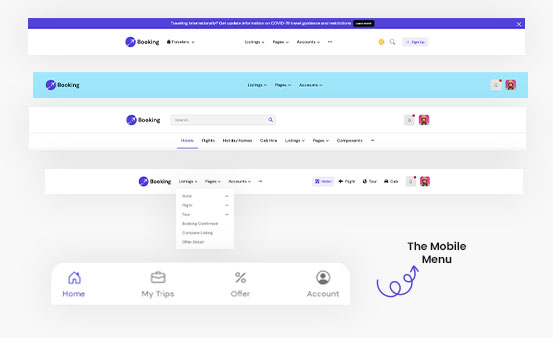 Traveling Internationally? Get update information on COVID-19 travel guidance and restrictions Learn more
Booking Travelers Listings Pages Accounts Sign Up
Booking Listings Pages Accounts
Booking Search
Home Flights Holiday homes Cab Hire Listings Pages Components
Booking Listings Pages Accounts Hotel Flight Tour Cab
Hotel
Flight
Tour
Booking Confirmed
Compare Listing
Offer Detail
The Mobile
Menu
Home My Trips Offer Account